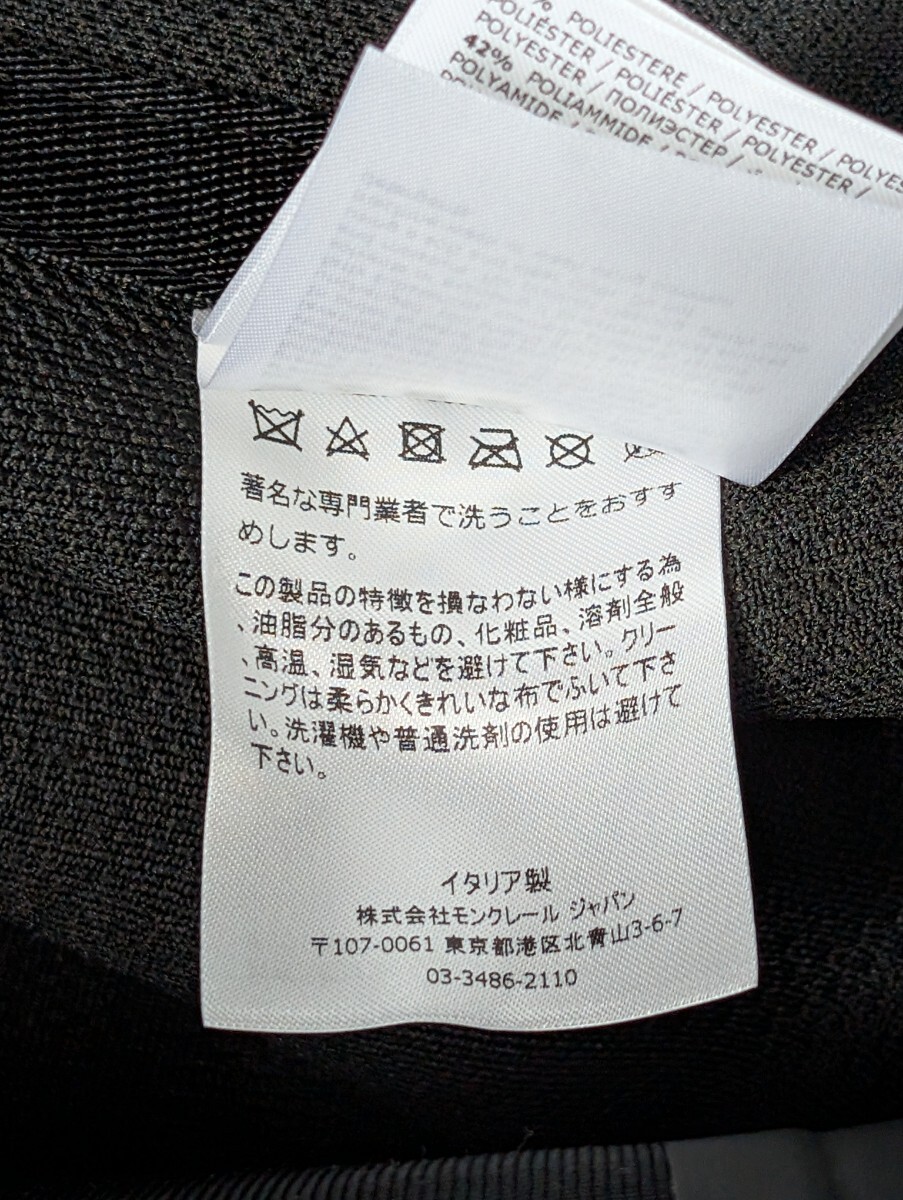 % POLIESTERE / POLYESTER / POLYES
POLIÉSTER / POLIÉSTER / POLYESTER /
POLYESTER / ПОЛИЭСТЕР / POLYESTER /
42% POLIAMMIDE /
POLYAMIDE /
著名な専門業者で洗うことをおすす
めします。
この製品の特徴を損なわない様にする為
、油脂分のあるもの、化粧品、溶剤全般
、高温、湿気などを避けて下さい。クリー
ニングは柔らかくきれいな布でふいて下さ
い。洗濯機や普通洗剤の使用は避けて
下さい。
イタリア製
株式会社モンクレール ジャパン
〒107-0061 東京都港区北青山3-6-7
03-3486-2110